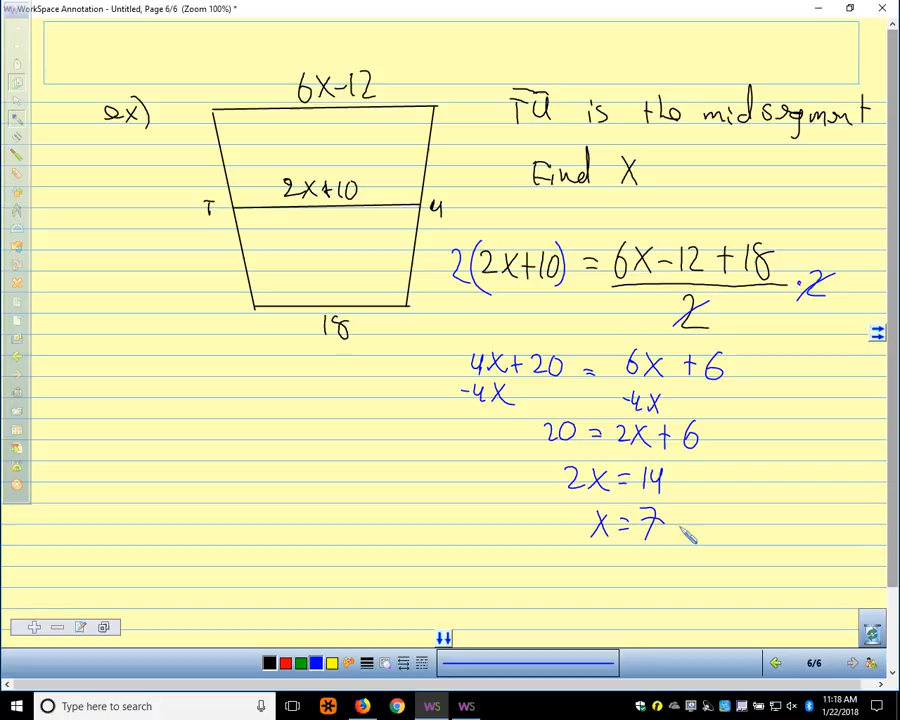 WorkSpace Annotation - Untitled, Page 6/6 (Zoom 100%) *
6X-12
ex)
TU is the midsegment
Find X
2X+10
T
U
2(2X+10) = 6X-12+18 / 2 · 2
18
4X+20 = 6X+6
-4X -4X
20 = 2X+6
2X = 14
X = 7
6/6
Type here to search
WS
WS
11:18 AM
1/22/2018